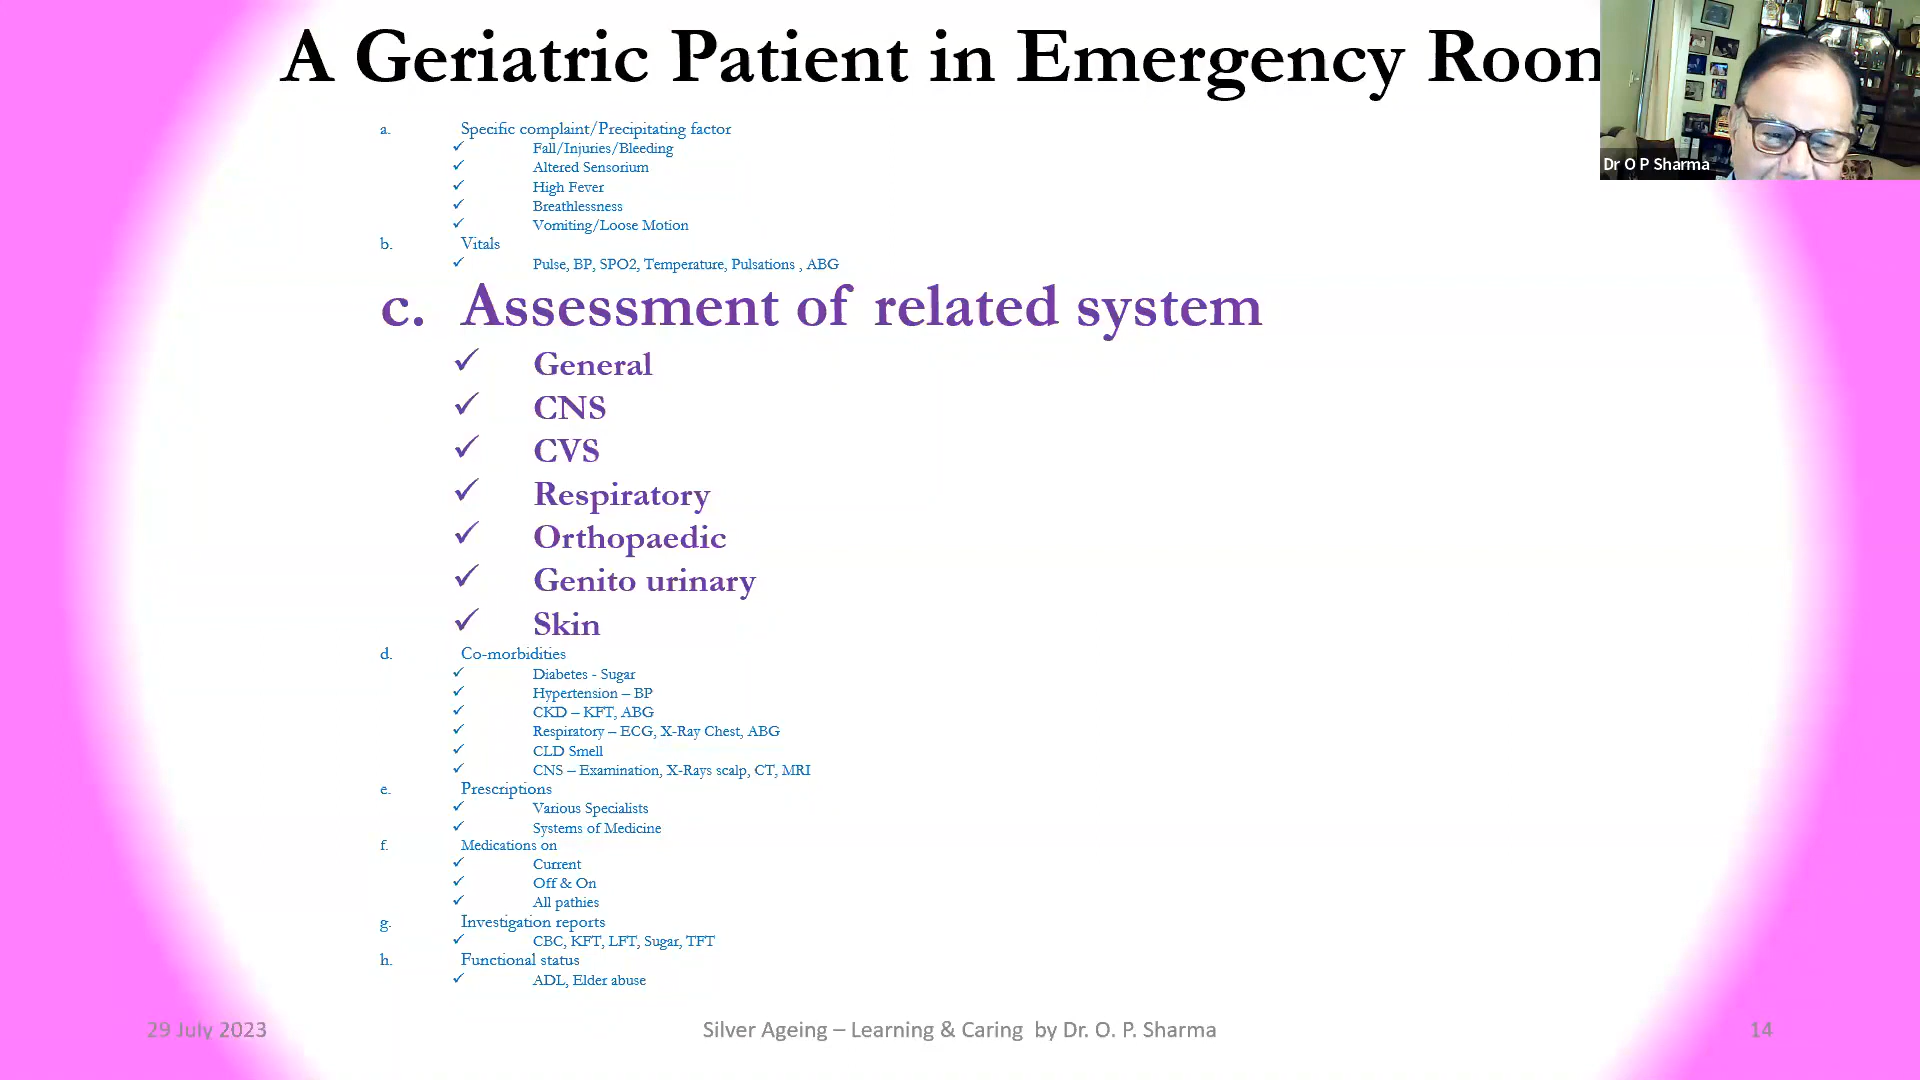 A Geriatric Patient in Emergency Roon
Dr O P Sharma
a. Specific complaint/Precipitating factor
✓ Fall/Injuries/Bleeding
✓ Altered Sensorium
✓ High Fever
✓ Breathlessness
✓ Vomiting/Loose Motion
b. Vitals
✓ Pulse, BP, SPO2, Temperature, Pulsations , ABG
c. Assessment of related system
✓ General
✓ CNS
✓ CVS
✓ Respiratory
✓ Orthopaedic
✓ Genito urinary
✓ Skin
d. Co-morbidities
✓ Diabetes - Sugar
✓ Hypertension – BP
✓ CKD – KFT, ABG
✓ Respiratory – ECG, X-Ray Chest, ABG
✓ CLD Smell
✓ CNS – Examination, X-Rays scalp, CT, MRI
e. Prescriptions
✓ Various Specialists
✓ Systems of Medicine
f. Medications on
✓ Current
✓ Off & On
✓ All pathies
g. Investigation reports
✓ CBC, KFT, LFT, Sugar, TFT
h. Functional status
✓ ADL, Elder abuse
29 July 2023
Silver Ageing – Learning & Caring by Dr. O. P. Sharma
14